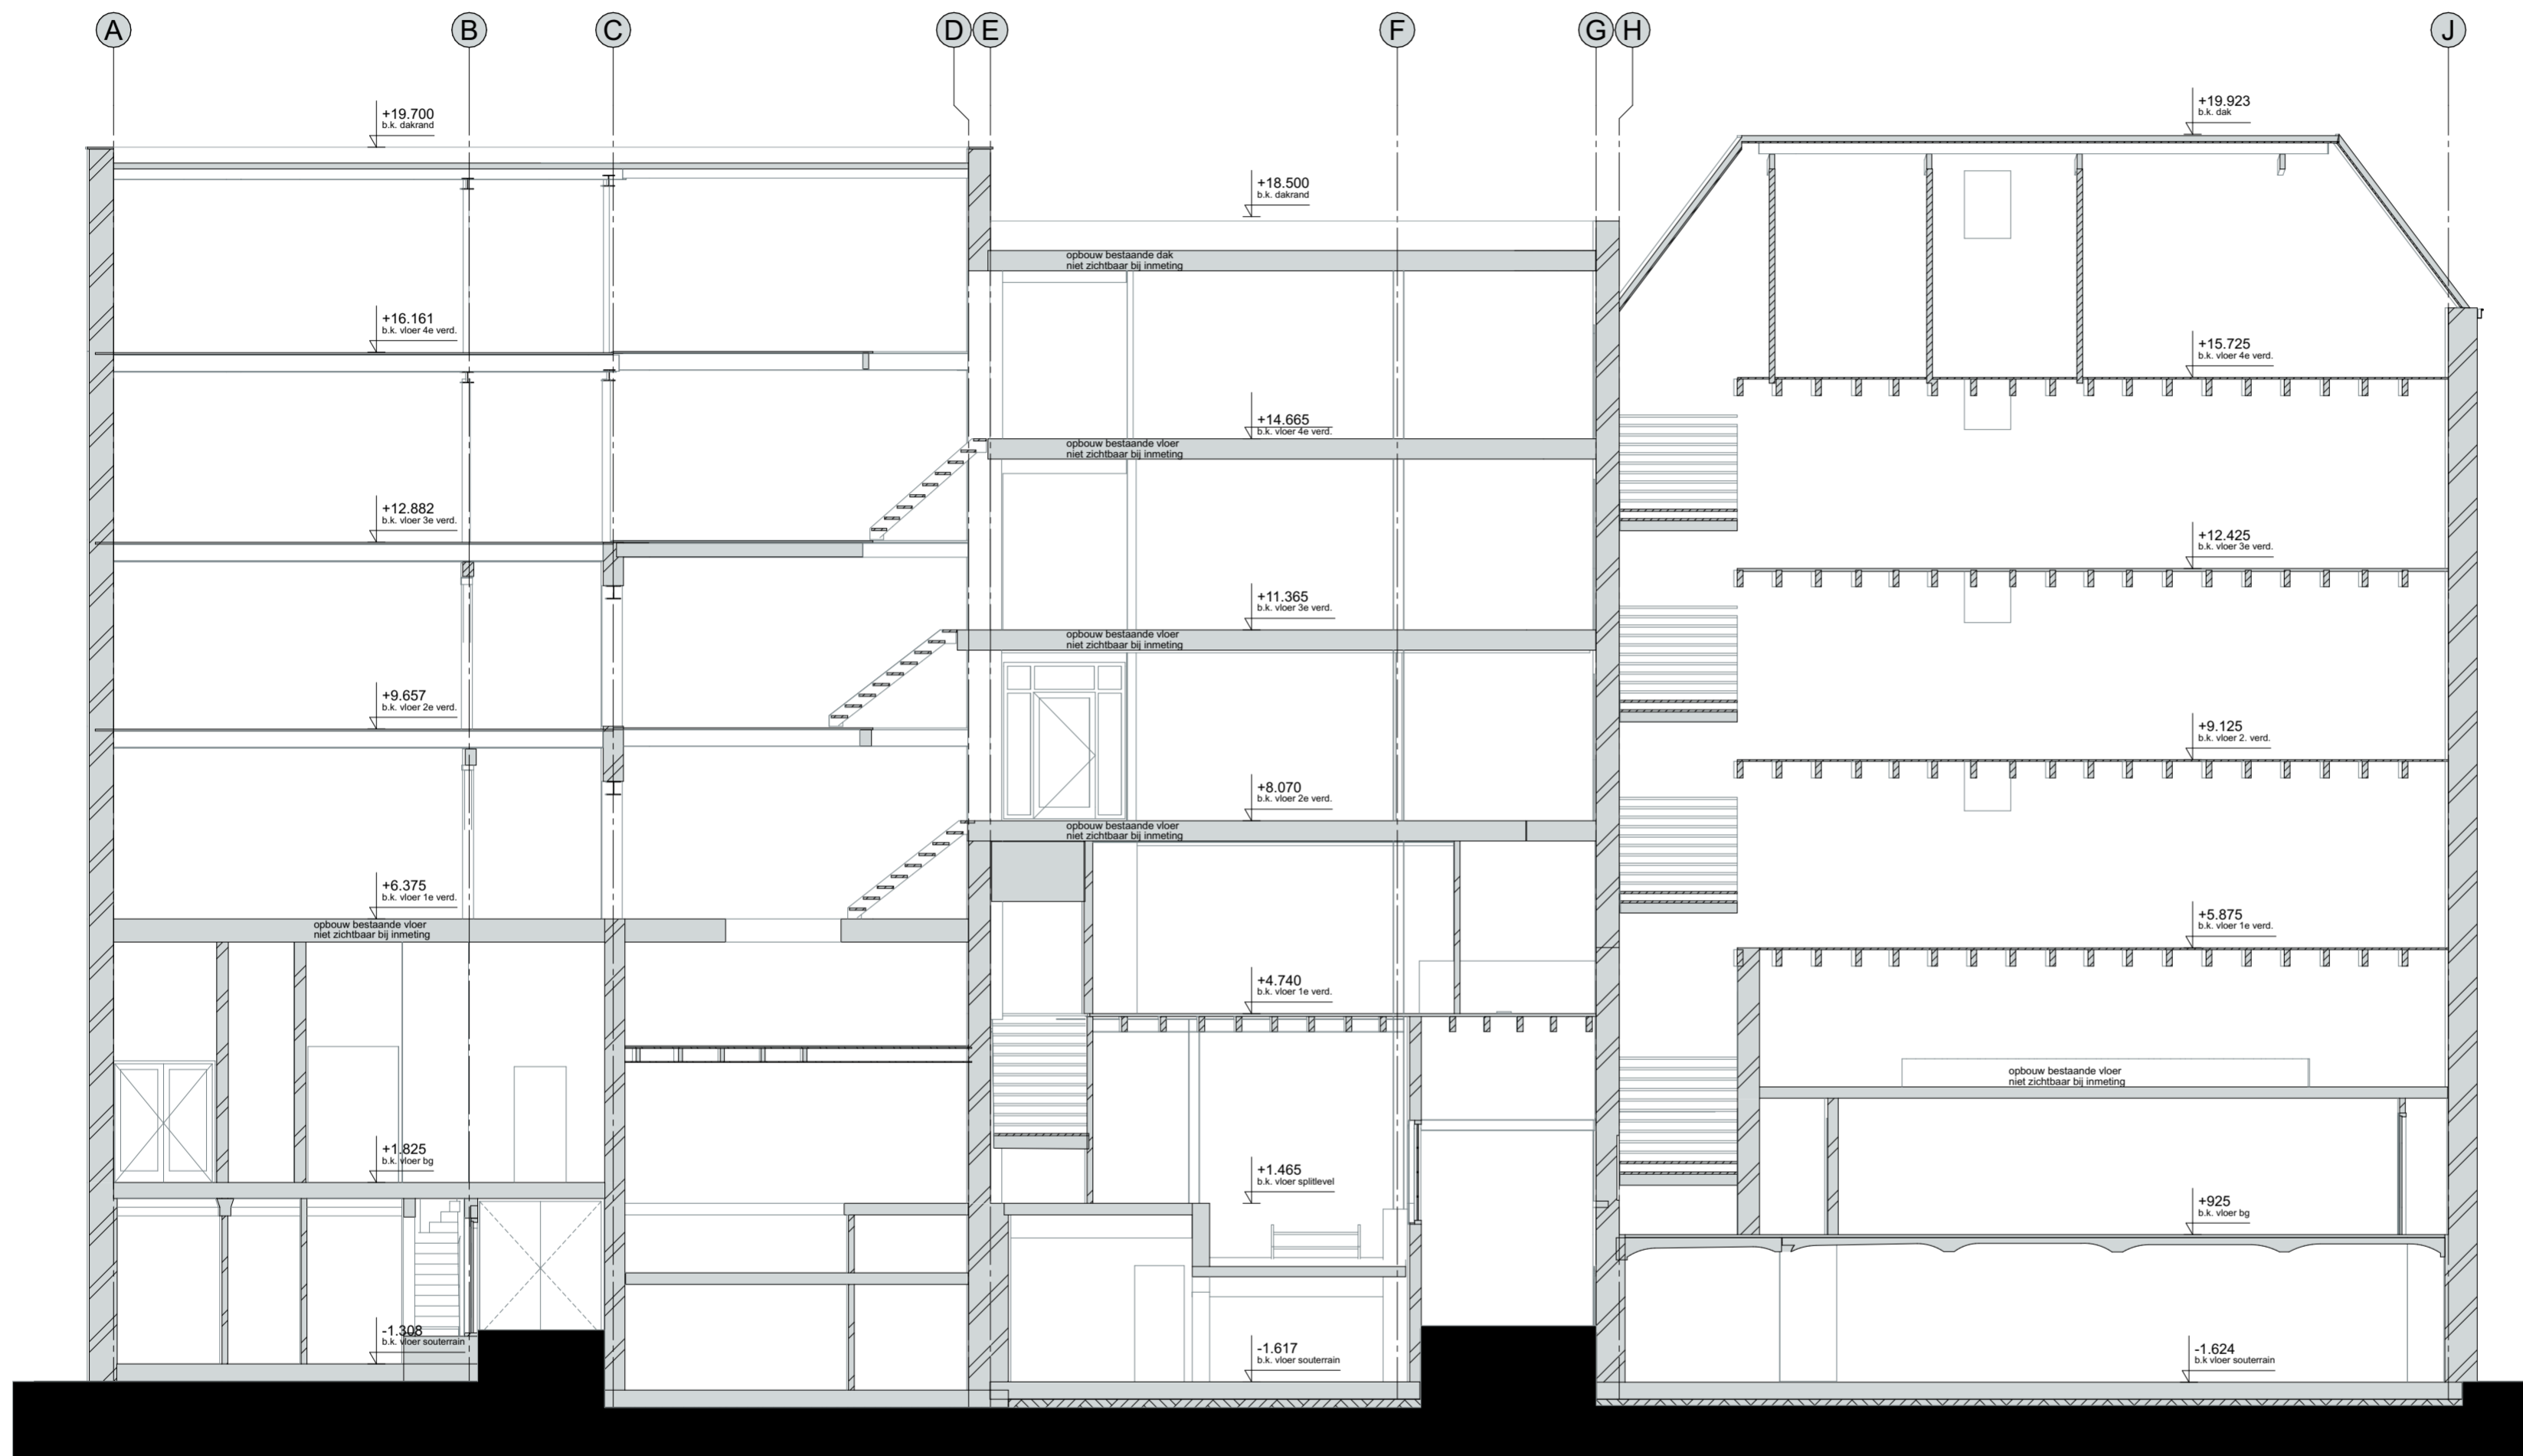 A B C D E F G H J
+19.700
b.k. dakrand
+19.923
b.k. dak
+18.500
b.k. dakrand
opbouw bestaande dak
niet zichtbaar bij inmeting
+16.161
b.k. vloer 4e verd.
+15.725
b.k. vloer 4e verd.
+14.665
b.k. vloer 4e verd.
opbouw bestaande vloer
niet zichtbaar bij inmeting
+12.882
b.k. vloer 3e verd.
+12.425
b.k. vloer 3e verd.
+11.365
b.k. vloer 3e verd.
opbouw bestaande vloer
niet zichtbaar bij inmeting
+9.657
b.k. vloer 2e verd.
+9.125
b.k. vloer 2. verd.
+8.070
b.k. vloer 2e verd.
opbouw bestaande vloer
niet zichtbaar bij inmeting
+6.375
b.k. vloer 1e verd.
opbouw bestaande vloer
niet zichtbaar bij inmeting
+5.875
b.k. vloer 1e verd.
+4.740
b.k. vloer 1e verd.
opbouw bestaande vloer
niet zichtbaar bij inmeting
+1.825
b.k. vloer bg
+1.465
b.k. vloer splitlevel
+925
b.k. vloer bg
-1.308
b.k. vloer souterrain
-1.617
b.k. vloer souterrain
-1.624
b.k vloer souterrain